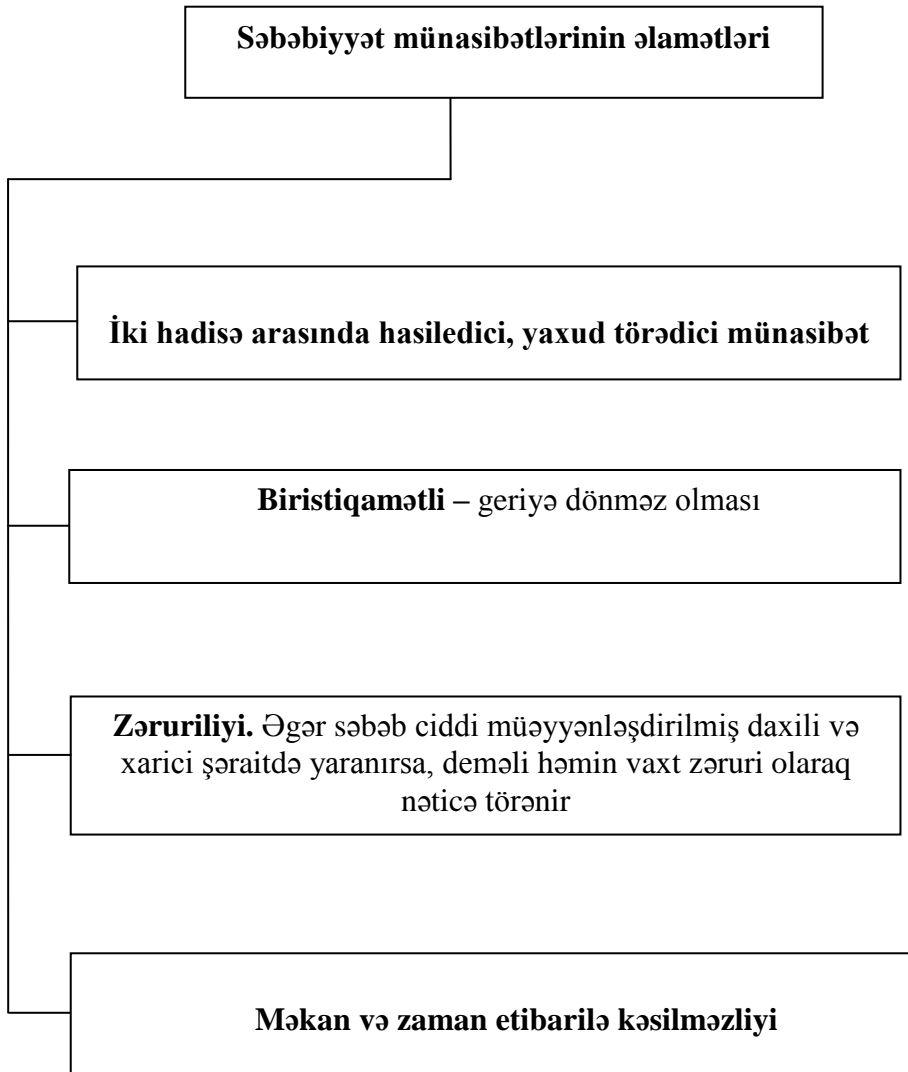 Səbəbiyyət münasibətlərinin əlamətləri
İki hadisə arasında hasiledici, yaxud törədici münasibət
Biristiqamətli – geriyə dönməz olması
Zəruriliyi. Əgər səbəb ciddi müəyyənləşdirilmiş daxili və
xarici şəraitdə yaranırsa, deməli həmin vaxt zəruri olaraq
nəticə törənir
Məkan və zaman etibarilə kəsilməzliyi